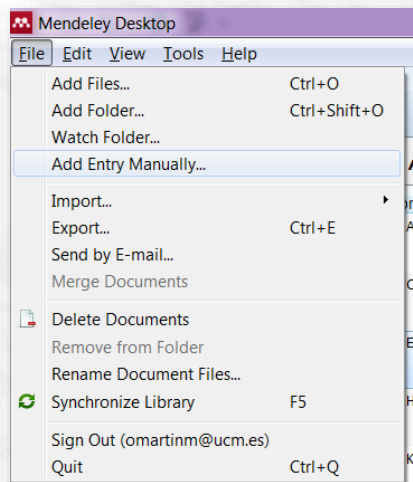 Mendeley Desktop
File Edit View Tools Help
Add Files... Ctrl+O
Add Folder... Ctrl+Shift+O
Watch Folder...
Add Entry Manually...
Import...
Export... Ctrl+E
Send by E-mail...
Merge Documents
Delete Documents
Remove from Folder
Rename Document Files...
Synchronize Library F5
Sign Out (omartinm@ucm.es)
Quit Ctrl+Q